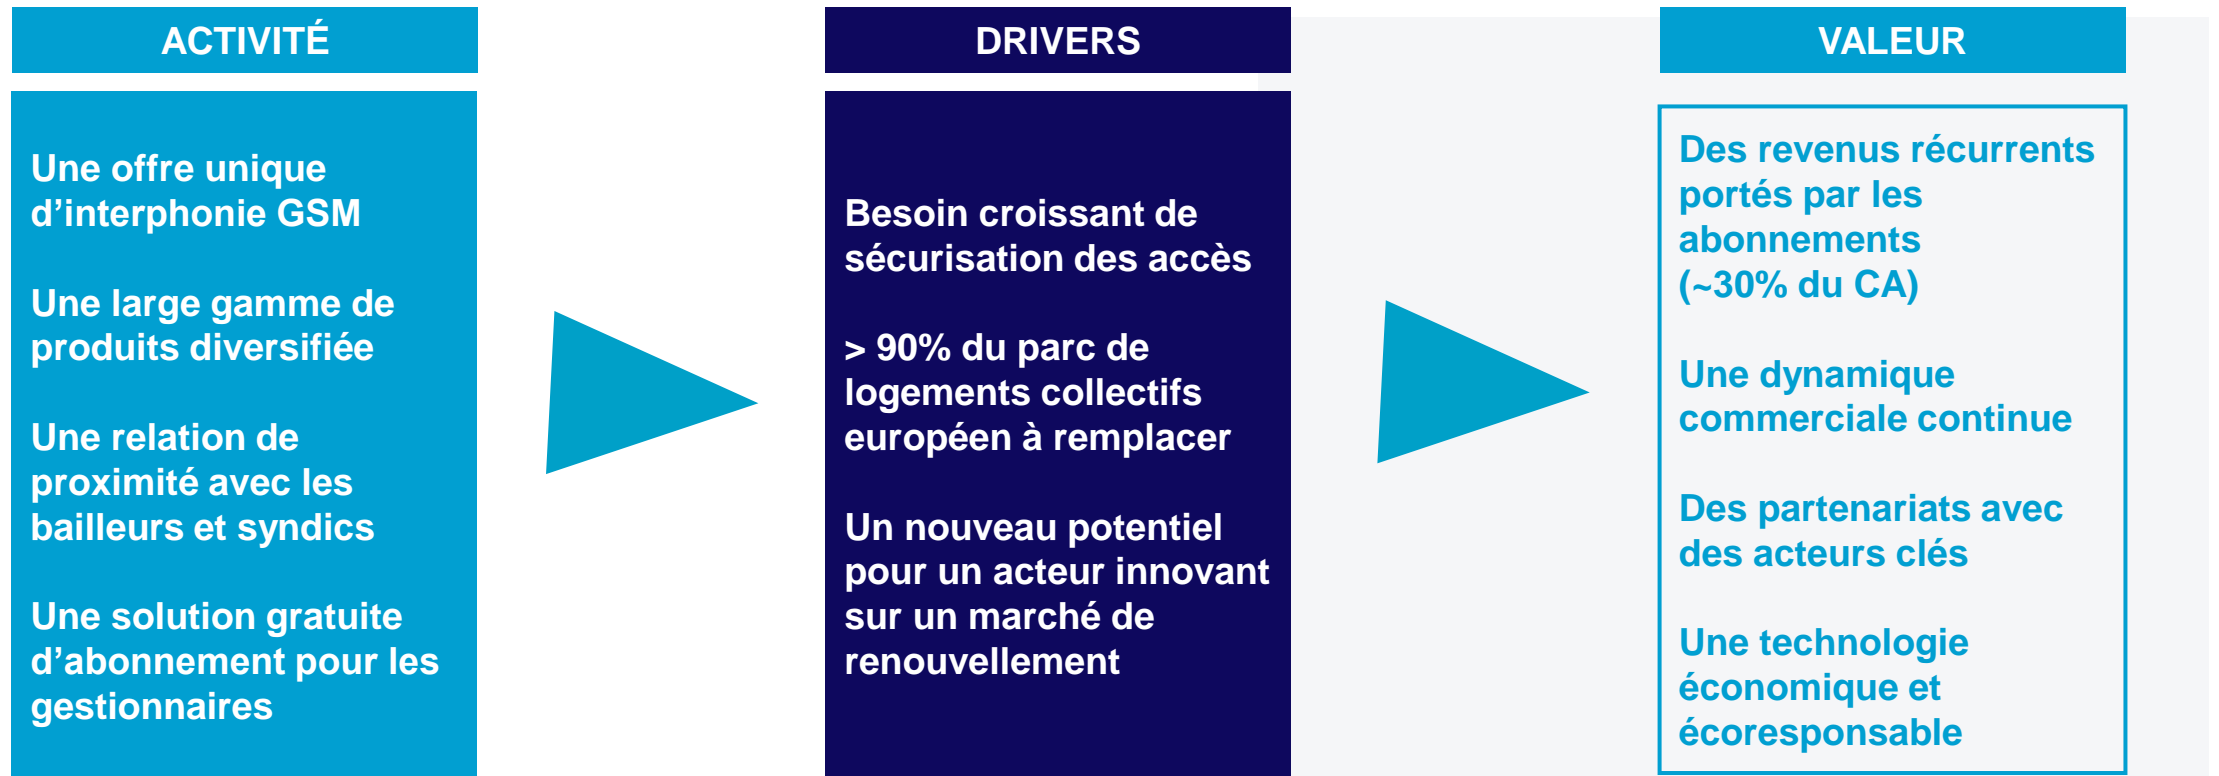 ACTIVITÉ
Une offre unique
d’interphonie GSM
Une large gamme de
produits diversifiée
Une relation de
proximité avec les
bailleurs et syndics
Une solution gratuite
d’abonnement pour les
gestionnaires
DRIVERS
Besoin croissant de
sécurisation des accès
> 90% du parc de
logements collectifs
européen à remplacer
Un nouveau potentiel
pour un acteur innovant
sur un marché de
renouvellement
VALEUR
Des revenus récurrents
portés par les
abonnements
(~30% du CA)
Une dynamique
commerciale continue
Des partenariats avec
des acteurs clés
Une technologie
économique et
écoresponsable